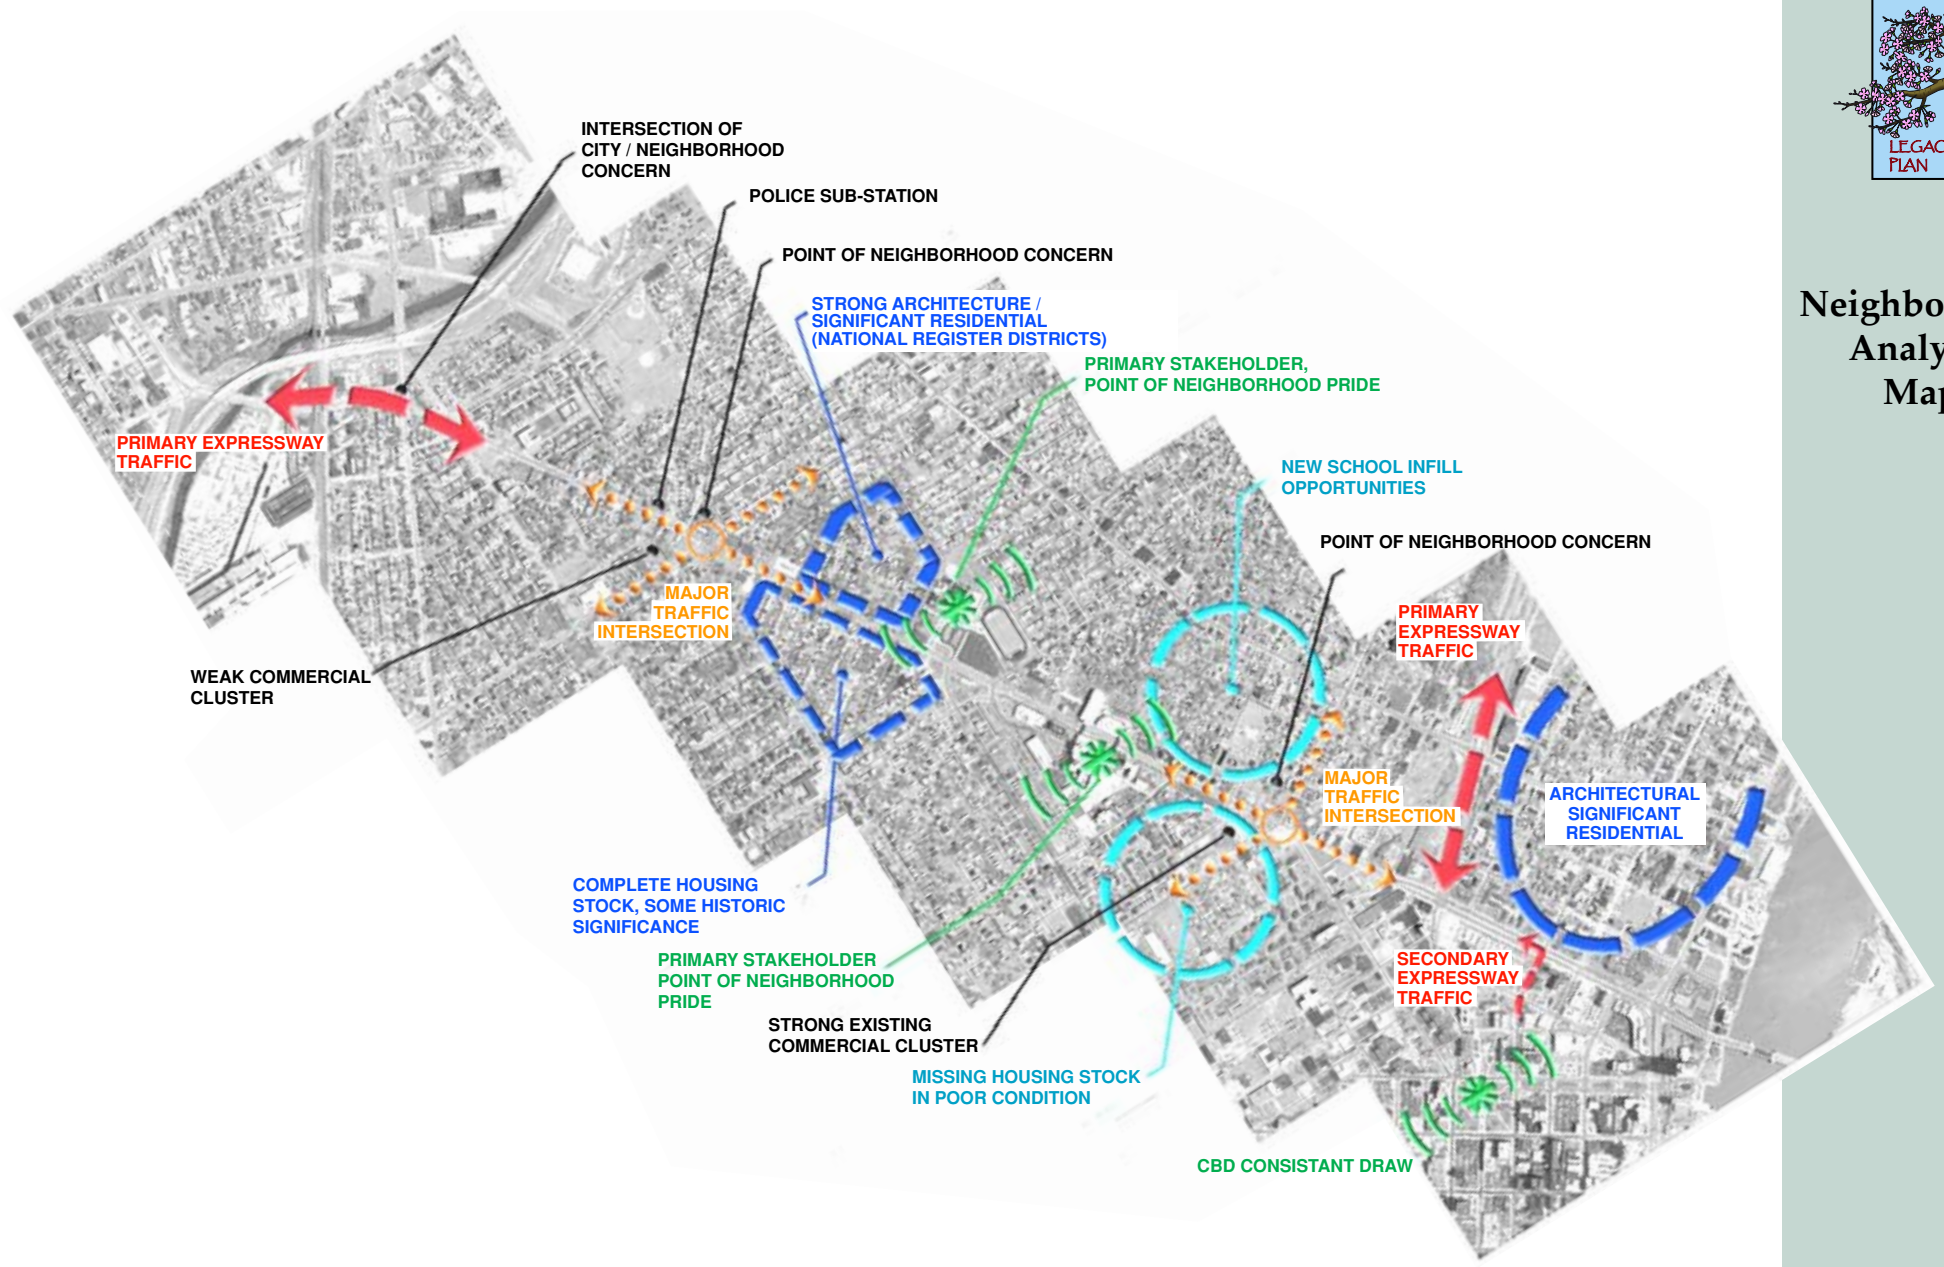 INTERSECTION OF
CITY / NEIGHBORHOOD
CONCERN
POLICE SUB-STATION
POINT OF NEIGHBORHOOD CONCERN
STRONG ARCHITECTURE /
SIGNIFICANT RESIDENTIAL
(NATIONAL REGISTER DISTRICTS)
PRIMARY STAKEHOLDER,
POINT OF NEIGHBORHOOD PRIDE
PRIMARY EXPRESSWAY
TRAFFIC
NEW SCHOOL INFILL
OPPORTUNITIES
POINT OF NEIGHBORHOOD CONCERN
MAJOR
TRAFFIC
INTERSECTION
PRIMARY
EXPRESSWAY
TRAFFIC
WEAK COMMERCIAL
CLUSTER
MAJOR
TRAFFIC
INTERSECTION
ARCHITECTURAL
SIGNIFICANT
RESIDENTIAL
COMPLETE HOUSING
STOCK, SOME HISTORIC
SIGNIFICANCE
PRIMARY STAKEHOLDER
POINT OF NEIGHBORHOOD
PRIDE
SECONDARY
EXPRESSWAY
TRAFFIC
STRONG EXISTING
COMMERCIAL CLUSTER
MISSING HOUSING STOCK
IN POOR CONDITION
CBD CONSISTANT DRAW
LEGAC
PLAN
Neighbo
Analy
Map